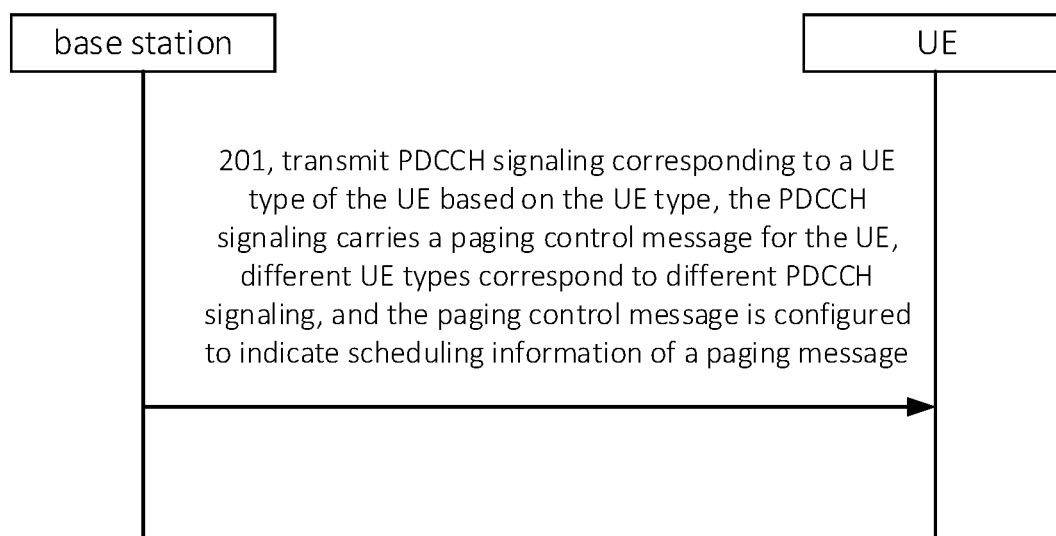 base station
UE
201, transmit PDCCH signaling corresponding to a UE
type of the UE based on the UE type, the PDCCH
signaling carries a paging control message for the UE,
different UE types correspond to different PDCCH
signaling, and the paging control message is configured
to indicate scheduling information of a paging message